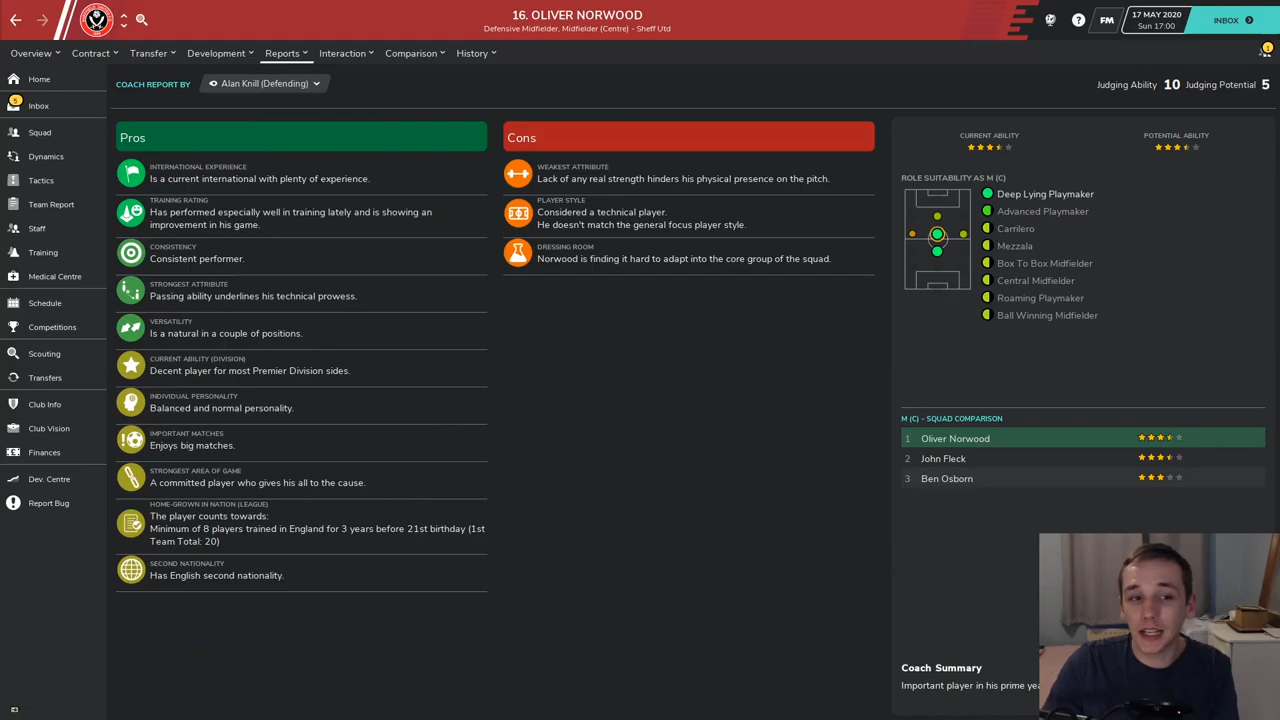 16. OLIVER NORWOOD
Defensive Midfielder, Midfielder (Centre) - Sheff Utd
FM
17 MAY 2020
Sun 17:00
INBOX
1
Overview
Contract
Transfer
Development
Reports
Interaction
Comparison
History
Home
5
Inbox
Squad
Dynamics
Tactics
Team Report
Staff
Training
Medical Centre
Schedule
Competitions
Scouting
Transfers
Club Info
Club Vision
Finances
Dev. Centre
Report Bug
COACH REPORT BY
Alan Knill (Defending)
Judging Ability 10 Judging Potential 5
Pros
INTERNATIONAL EXPERIENCE
Is a current international with plenty of experience.
TRAINING RATING
Has performed especially well in training lately and is showing an
improvement in his game.
CONSISTENCY
Consistent performer.
STRONGEST ATTRIBUTE
Passing ability underlines his technical prowess.
VERSATILITY
Is a natural in a couple of positions.
CURRENT ABILITY (DIVISION)
Decent player for most Premier Division sides.
INDIVIDUAL PERSONALITY
Balanced and normal personality.
IMPORTANT MATCHES
Enjoys big matches.
STRONGEST AREA OF GAME
A committed player who gives his all to the cause.
HOME-GROWN IN NATION (LEAGUE)
The player counts towards:
Minimum of 8 players trained in England for 3 years before 21st birthday (1st
Team Total: 20)
SECOND NATIONALITY
Has English second nationality.
Cons
WEAKEST ATTRIBUTE
Lack of any real strength hinders his physical presence on the pitch.
PLAYER STYLE
Considered a technical player.
He doesn't match the general focus player style.
DRESSING ROOM
Norwood is finding it hard to adapt into the core group of the squad.
CURRENT ABILITY
POTENTIAL ABILITY
ROLE SUITABILITY AS M (C)
Deep Lying Playmaker
Advanced Playmaker
Carrilero
Mezzala
Box To Box Midfielder
Central Midfielder
Roaming Playmaker
Ball Winning Midfielder
M (C) - SQUAD COMPARISON
1 Oliver Norwood
2 John Fleck
3 Ben Osborn
Coach Summary
Important player in his prime yea